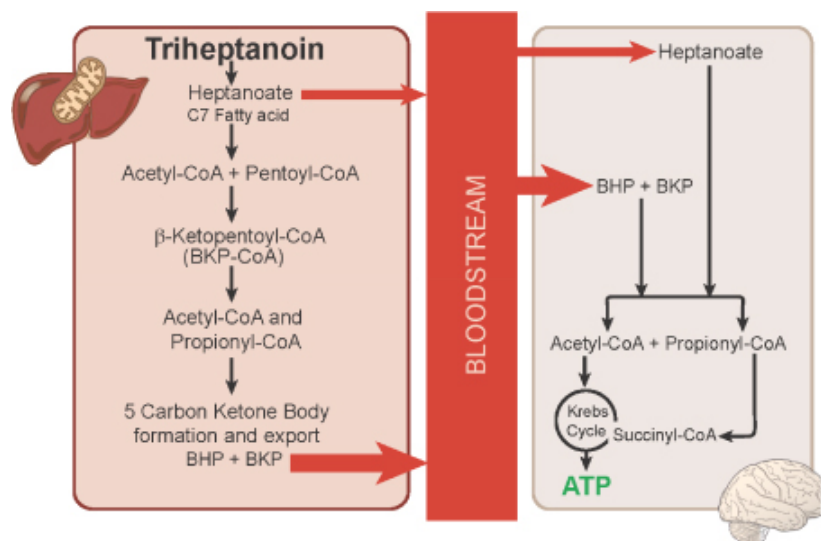 Triheptanoin
Heptanoate
C7 Fatty acid
Acetyl-CoA + Pentoyl-CoA
β-Ketopentoyl-CoA
(BKP-CoA)
Acetyl-CoA and
Propionyl-CoA
5 Carbon Ketone Body
formation and export
BHP + BKP
BLOODSTREAM
Heptanoate
BHP + BKP
Acetyl-CoA + Propionyl-CoA
Krebs
Cycle
Succinyl-CoA
ATP